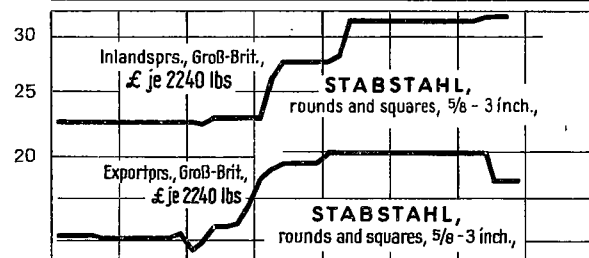 30
Inlandsprs., Groß-Brit.,
£ je 2240 lbs
25
STABSTAHL,
rounds and squares, 5/8 - 3 inch.,
20
Exportprs., Groß-Brit.,
£ je 2240 lbs
STABSTAHL,
rounds and squares, 5/8 - 3 inch.,